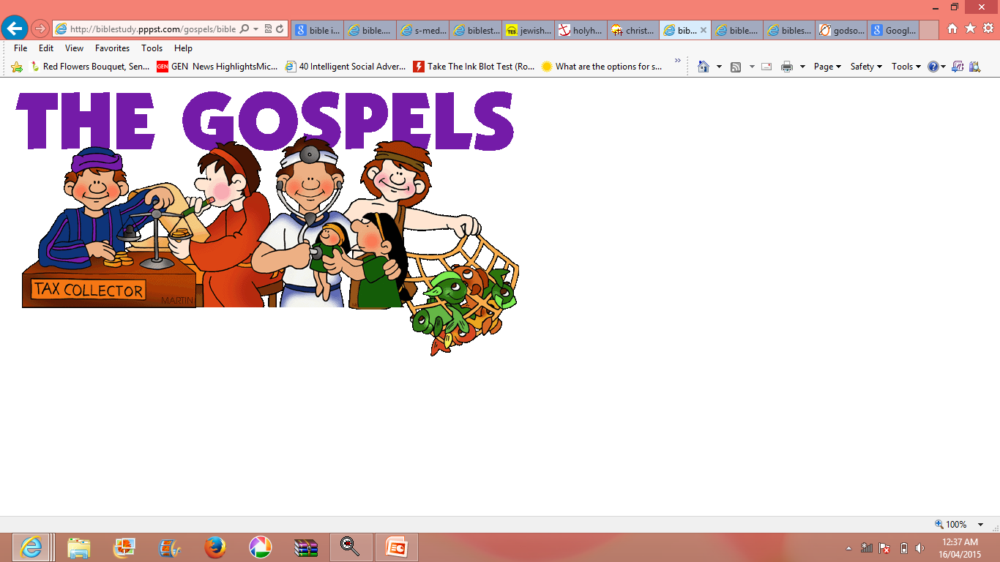 http://biblestudy.pppst.com/gospels/bible
bible i...
bible....
s-med...
biblest...
jewish...
holyh...
christ...
bib...
bible....
bibles...
godso...
Googl...
File Edit View Favorites Tools Help
Red Flowers Bouquet, Sen...
GEN News HighlightsMic...
40 Intelligent Social Adver...
Take The Ink Blot Test (Ro...
What are the options for s...
Page Safety Tools
THE GOSPELS
TAX COLLECTOR
MARTIN
100%
12:37 AM
16/04/2015